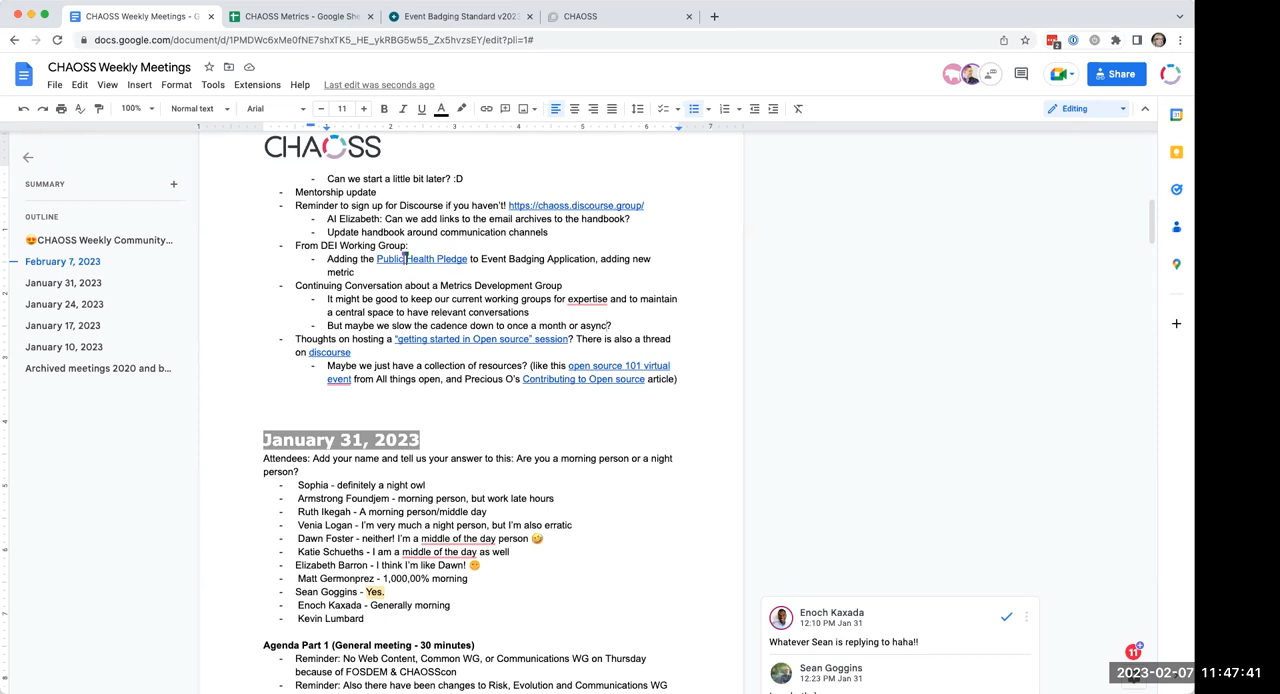 CHAOSS Weekly Meetings - G
CHAOSS Metrics - Google She
Event Badging Standard v202
CHAOSS
docs.google.com/document/d/1PMDWc6xMe0fNE7shxTK5_HE_ykRBG5w55_Zx5hvzsEY/edit?pli=1#
CHAOSS Weekly Meetings
File Edit View Insert Format Tools Extensions Help Last edit was seconds ago
Share
100% Normal text Arial 11 Editing
SUMMARY
OUTLINE
😍CHAOSS Weekly Community...
February 7, 2023
January 31, 2023
January 24, 2023
January 17, 2023
January 10, 2023
Archived meetings 2020 and b...
CHAOSS
- Can we start a little bit later? :D
- Mentorship update
- Reminder to sign up for Discourse if you haven't! https://chaoss.discourse.group/
- AI Elizabeth: Can we add links to the email archives to the handbook?
- Update handbook around communication channels
- From DEI Working Group:
- Adding the Public Health Pledge to Event Badging Application, adding new
metric
- Continuing Conversation about a Metrics Development Group
- It might be good to keep our current working groups for expertise and to maintain
a central space to have relevant conversations
- But maybe we slow the cadence down to once a month or async?
- Thoughts on hosting a "getting started in Open source" session? There is also a thread
on discourse
- Maybe we just have a collection of resources? (like this open source 101 virtual
event from All things open, and Precious O's Contributing to Open source article)
January 31, 2023
Attendees: Add your name and tell us your answer to this: Are you a morning person or a night
person?
- Sophia - definitely a night owl
- Armstrong Foundjem - morning person, but work late hours
- Ruth Ikegah - A morning person/middle day
- Venia Logan - I'm very much a night person, but I'm also erratic
- Dawn Foster - neither! I'm a middle of the day person 🤣
- Katie Schueths - I am a middle of the day as well
- Elizabeth Barron - I think I'm like Dawn! 😁
- Matt Germonprez - 1,000,00% morning
- Sean Goggins - Yes.
- Enoch Kaxada - Generally morning
- Kevin Lumbard
Agenda Part 1 (General meeting - 30 minutes)
- Reminder: No Web Content, Common WG, or Communications WG on Thursday
because of FOSDEM & CHAOSScon
- Reminder: Also there have been changes to Risk, Evolution and Communications WG
Enoch Kaxada
12:10 PM Jan 31
Whatever Sean is replying to haha!!
Sean Goggins
12:23 PM Jan 31
11
2023-02-07 11:47:41